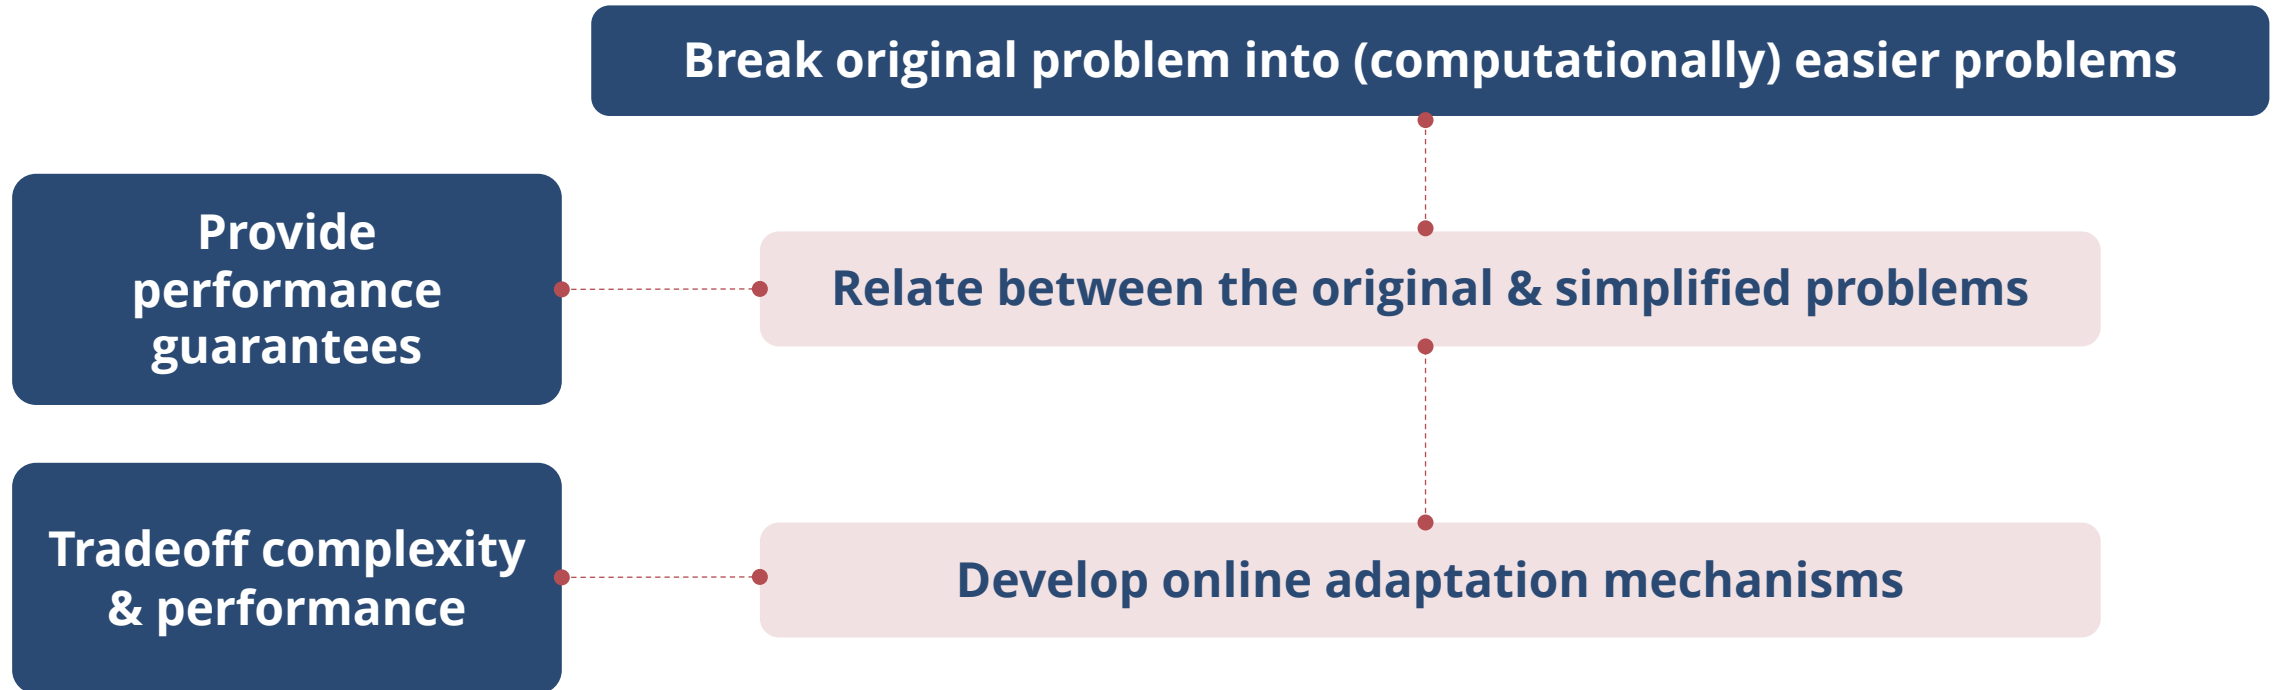 Break original problem into (computationally) easier problems
Provide
performance
guarantees
Relate between the original & simplified problems
Tradeoff complexity
& performance
Develop online adaptation mechanisms